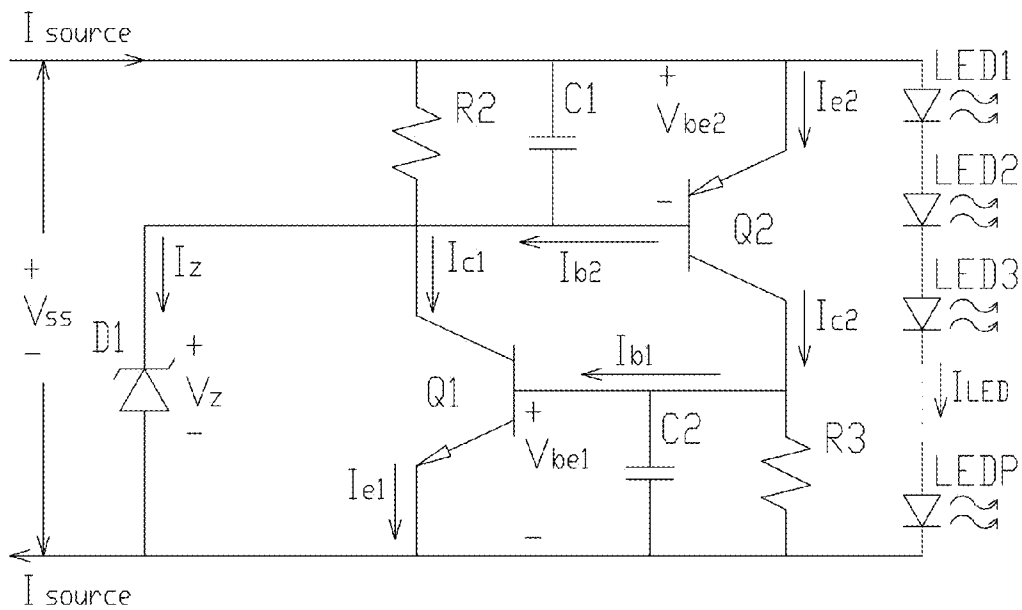 I source
R2
C1
+
Vbe2
-
Ie2
LED1
LED2
Q2
Iz
Ic1
Ib2
LED3
+
Vss
-
D1
+
Vz
-
Ic2
Ib1
Q1
+
Vbe1
-
C2
R3
ILED
LEDP
Ie1
I source